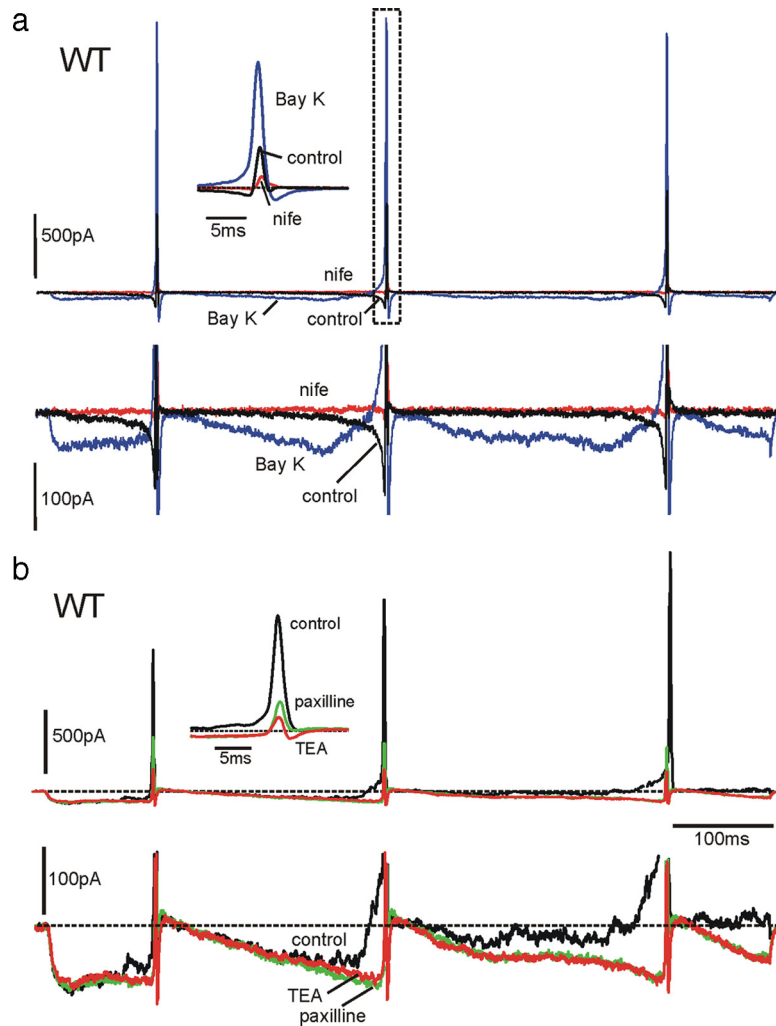 a
WT
Bay K
control
nife
5ms
500pA
nife
Bay K
control
nife
Bay K
control
100pA
b
WT
control
paxilline
TEA
5ms
500pA
100ms
100pA
control
TEA
paxilline